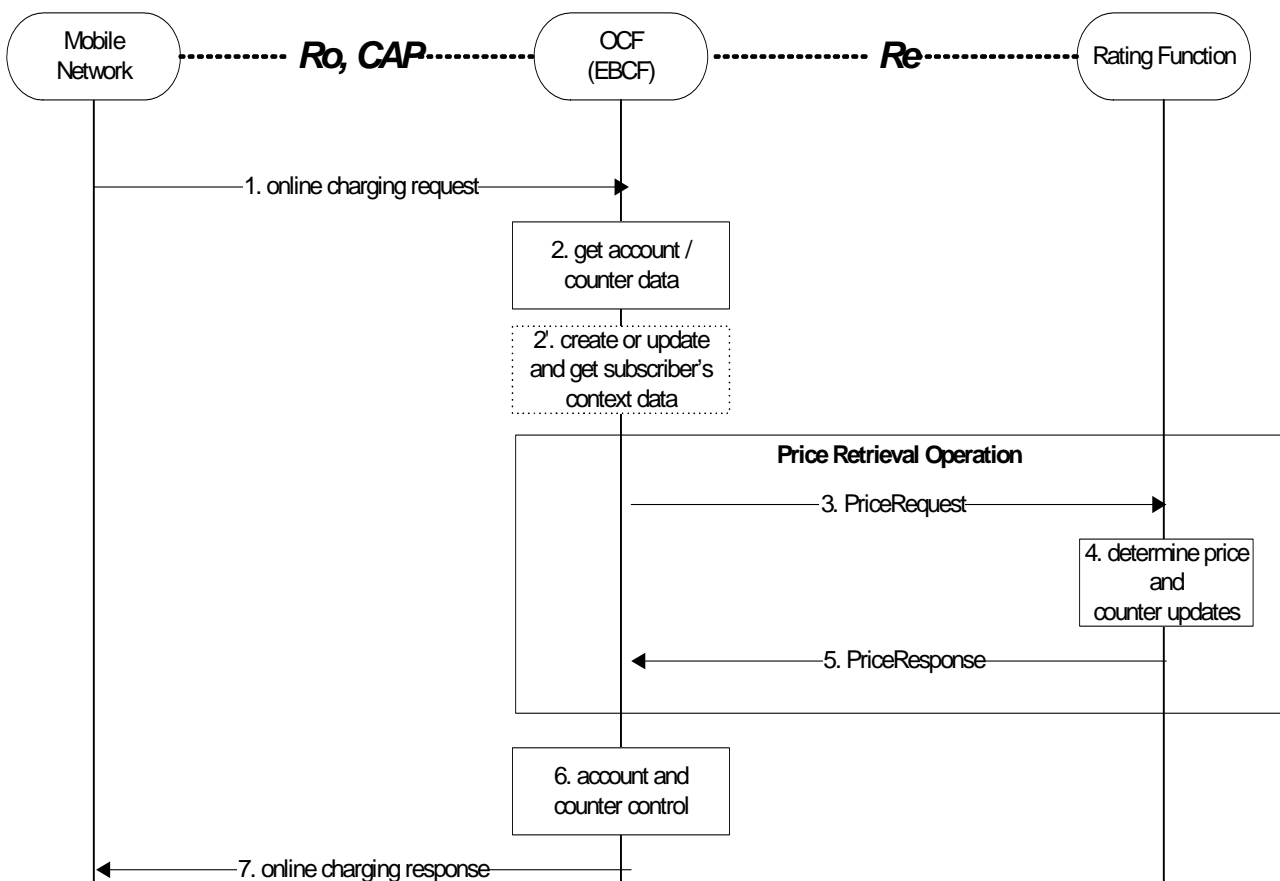 Mobile
Network
Ro, CAP
OCF
(EBCF)
Re
Rating Function
1. online charging request
2. get account /
counter data
2'. create or update
and get subscriber's
context data
Price Retrieval Operation
3. PriceRequest
4. determine price
and
counter updates
5. PriceResponse
6. account and
counter control
7. online charging response